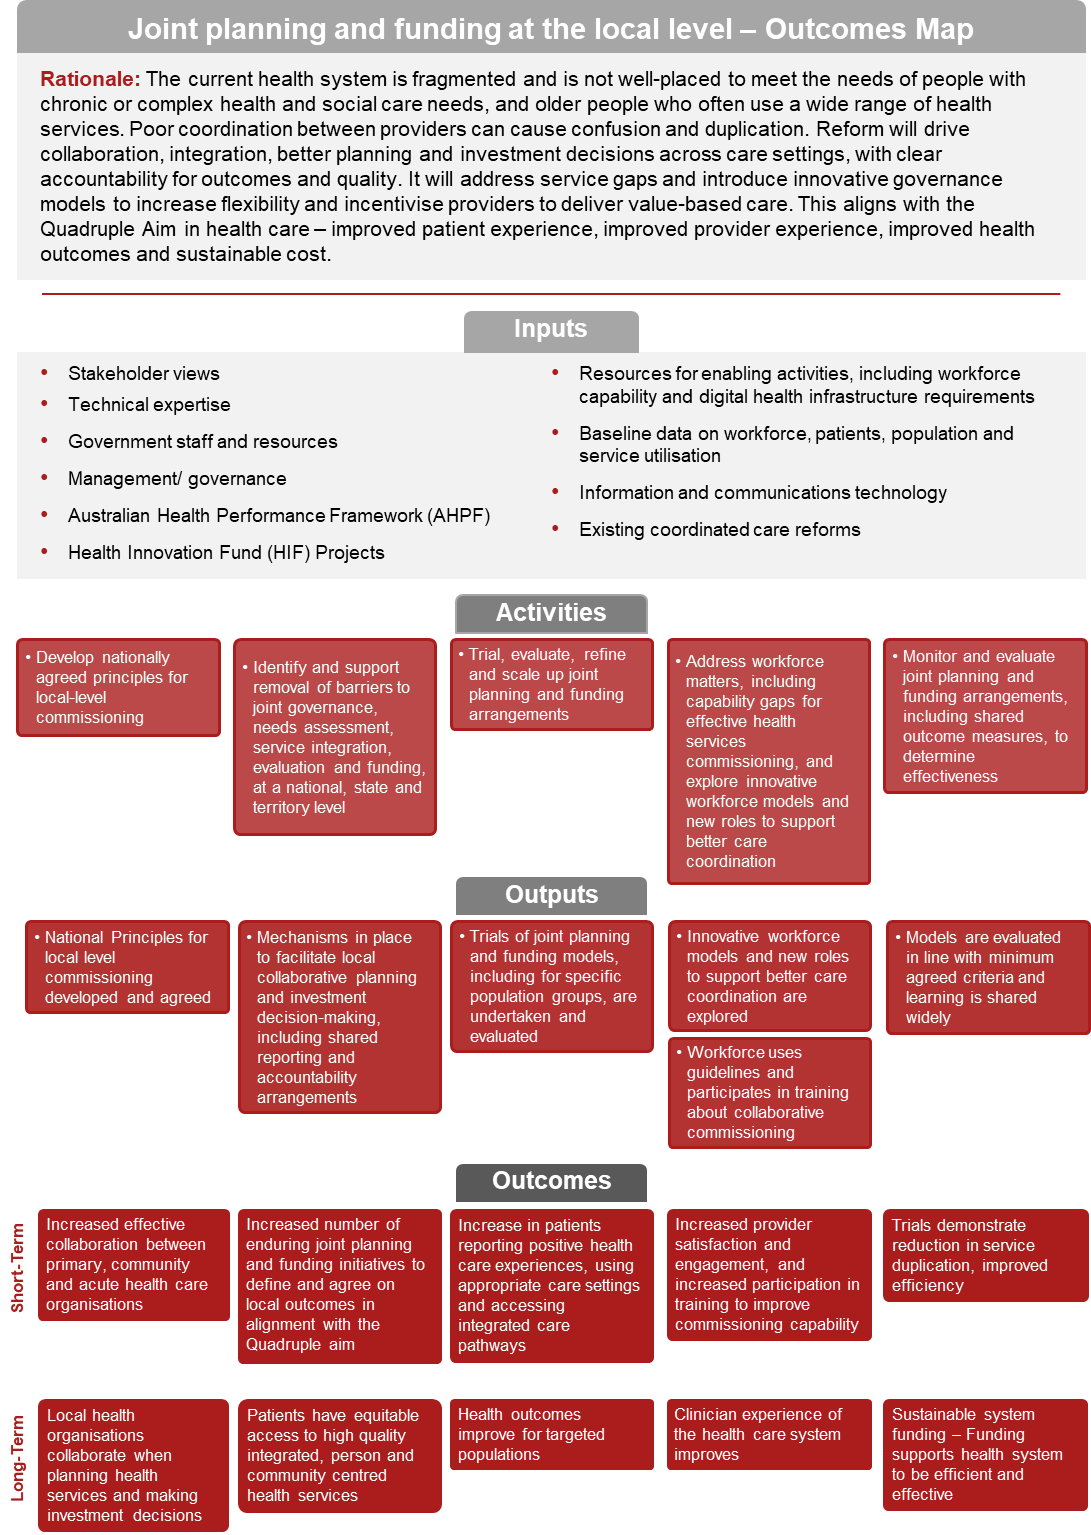 Joint planning and funding at the local level – Outcomes Map
Rationale: The current health system is fragmented and is not well-placed to meet the needs of people with
chronic or complex health and social care needs, and older people who often use a wide range of health
services. Poor coordination between providers can cause confusion and duplication. Reform will drive
collaboration, integration, better planning and investment decisions across care settings, with clear
accountability for outcomes and quality. It will address service gaps and introduce innovative governance
models to increase flexibility and incentivise providers to deliver value-based care. This aligns with the
Quadruple Aim in health care – improved patient experience, improved provider experience, improved health
outcomes and sustainable cost.
Inputs
• Stakeholder views
• Technical expertise
• Government staff and resources
• Management/ governance
• Australian Health Performance Framework (AHPF)
• Health Innovation Fund (HIF) Projects
• Resources for enabling activities, including workforce
capability and digital health infrastructure requirements
• Baseline data on workforce, patients, population and
service utilisation
• Information and communications technology
• Existing coordinated care reforms
Activities
• Develop nationally
agreed principles for
local-level
commissioning
• Identify and support
removal of barriers to
joint governance,
needs assessment,
service integration,
evaluation and funding,
at a national, state and
territory level
• Trial, evaluate, refine
and scale up joint
planning and funding
arrangements
• Address workforce
matters, including
capability gaps for
effective health
services
commissioning, and
explore innovative
workforce models and
new roles to support
better care
coordination
• Monitor and evaluate
joint planning and
funding arrangements,
including shared
outcome measures, to
determine
effectiveness
Outputs
• National Principles for
local level
commissioning
developed and agreed
• Mechanisms in place
to facilitate local
collaborative planning
and investment
decision-making,
including shared
reporting and
accountability
arrangements
• Trials of joint planning
and funding models,
including for specific
population groups, are
undertaken and
evaluated
• Innovative workforce
models and new roles
to support better care
coordination are
explored
• Workforce uses
guidelines and
participates in training
about collaborative
commissioning
• Models are evaluated
in line with minimum
agreed criteria and
learning is shared
widely
Outcomes
Short-Term
Increased effective
collaboration between
primary, community
and acute health care
organisations
Increased number of
enduring joint planning
and funding initiatives to
define and agree on
local outcomes in
alignment with the
Quadruple aim
Increase in patients
reporting positive health
care experiences, using
appropriate care settings
and accessing
integrated care
pathways
Increased provider
satisfaction and
engagement, and
increased participation in
training to improve
commissioning capability
Trials demonstrate
reduction in service
duplication, improved
efficiency
Long-Term
Local health
organisations
collaborate when
planning health
services and making
investment decisions
Patients have equitable
access to high quality
integrated, person and
community centred
health services
Health outcomes
improve for targeted
populations
Clinician experience of
the health care system
improves
Sustainable system
funding – Funding
supports health system
to be efficient and
effective